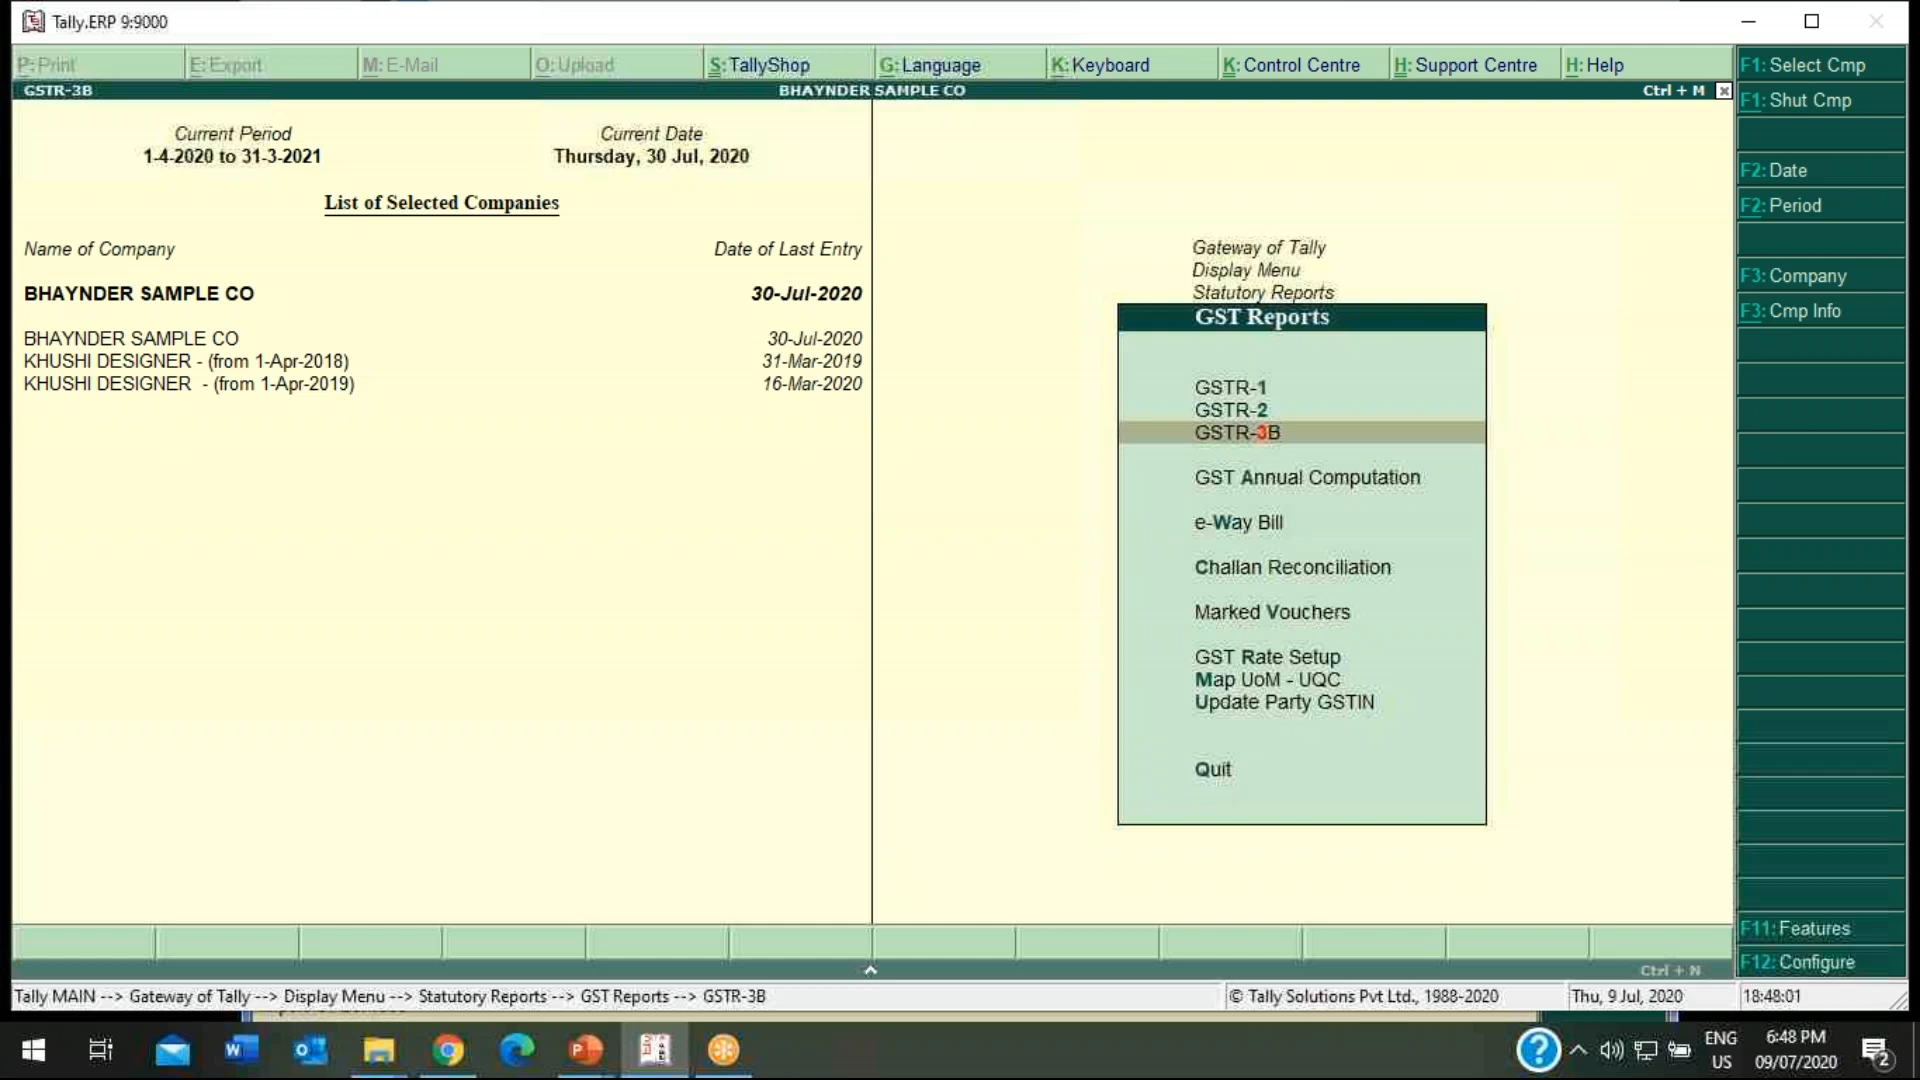 Tally.ERP 9:9000
P: Print E: Export M: E-Mail O: Upload S: TallyShop G: Language K: Keyboard K: Control Centre H: Support Centre H: Help
GSTR-3B BHAYNDER SAMPLE CO Ctrl + M
Current Period Current Date
1-4-2020 to 31-3-2021 Thursday, 30 Jul, 2020
List of Selected Companies
Name of Company Date of Last Entry
BHAYNDER SAMPLE CO 30-Jul-2020
BHAYNDER SAMPLE CO 30-Jul-2020
KHUSHI DESIGNER - (from 1-Apr-2018) 31-Mar-2019
KHUSHI DESIGNER - (from 1-Apr-2019) 16-Mar-2020
Gateway of Tally
Display Menu
Statutory Reports
GST Reports
GSTR-1
GSTR-2
GSTR-3B
GST Annual Computation
e-Way Bill
Challan Reconciliation
Marked Vouchers
GST Rate Setup
Map UoM - UQC
Update Party GSTIN
Quit
F1: Select Cmp
F1: Shut Cmp
F2: Date
F2: Period
F3: Company
F3: Cmp Info
F11: Features
F12: Configure
Ctrl + N
Tally MAIN --> Gateway of Tally --> Display Menu --> Statutory Reports --> GST Reports --> GSTR-3B © Tally Solutions Pvt Ltd., 1988-2020 Thu, 9 Jul, 2020 18:48:01
ENG 6:48 PM
US 09/07/2020 2